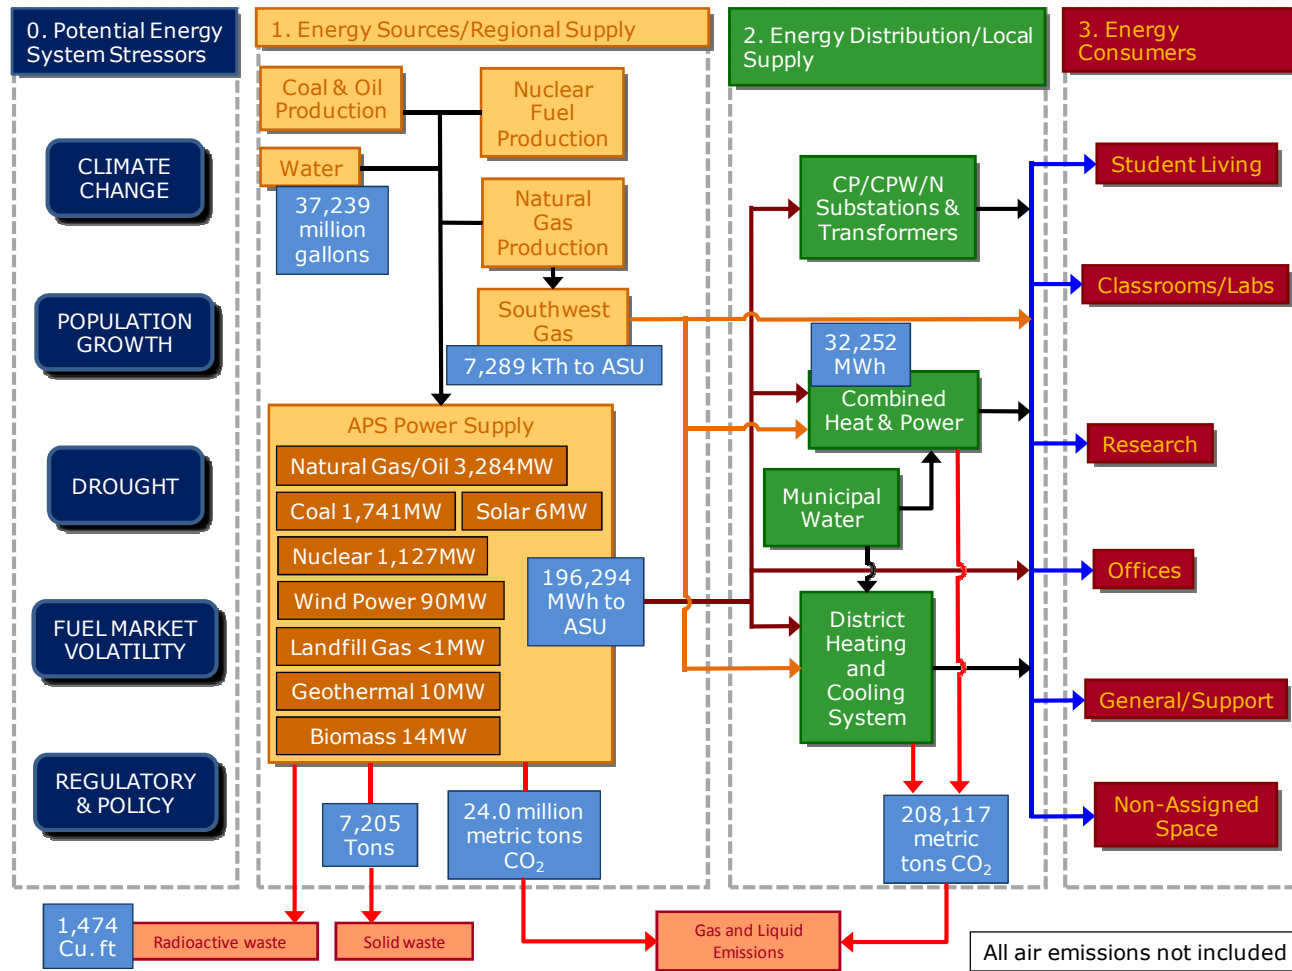 0. Potential Energy
System Stressors
CLIMATE
CHANGE
POPULATION
GROWTH
DROUGHT
FUEL MARKET
VOLATILITY
REGULATORY
& POLICY
1. Energy Sources/Regional Supply
Coal & Oil
Production
Nuclear
Fuel
Production
Water
37,239
million
gallons
Natural
Gas
Production
Southwest
Gas
7,289 kTh to ASU
APS Power Supply
Natural Gas/Oil 3,284MW
Coal 1,741MW
Solar 6MW
Nuclear 1,127MW
Wind Power 90MW
Landfill Gas <1MW
Geothermal 10MW
Biomass 14MW
196,294
MWh to
ASU
7,205
Tons
24.0 million
metric tons
CO₂
2. Energy Distribution/Local
Supply
CP/CPW/N
Substations &
Transformers
32,252
MWh
Combined
Heat & Power
Municipal
Water
District
Heating
and
Cooling
System
208,117
metric
tons CO₂
3. Energy
Consumers
Student Living
Classrooms/Labs
Research
Offices
General/Support
Non-Assigned
Space
1,474
Cu. ft
Radioactive waste
Solid waste
Gas and Liquid
Emissions
All air emissions not included